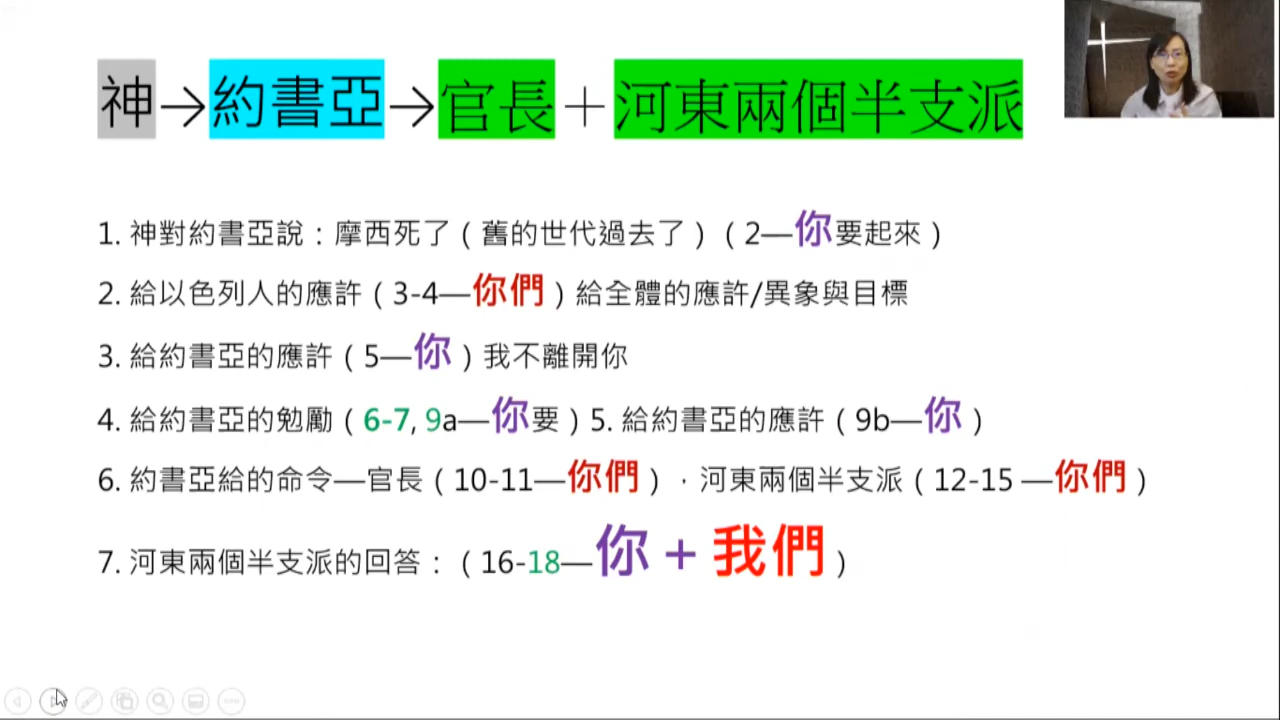 神→約書亞→官長＋河東兩個半支派
1. 神對約書亞說：摩西死了（舊的世代過去了）（2—你要起來）
2. 給以色列人的應許（3-4—你們）給全體的應許/異象與目標
3. 給約書亞的應許（5—你）我不離開你
4. 給約書亞的勉勵（6-7, 9a—你要）5. 給約書亞的應許（9b—你）
6. 約書亞給的命令—官長（10-11—你們），河東兩個半支派（12-15 —你們）
7. 河東兩個半支派的回答：（16-18—你 + 我們）